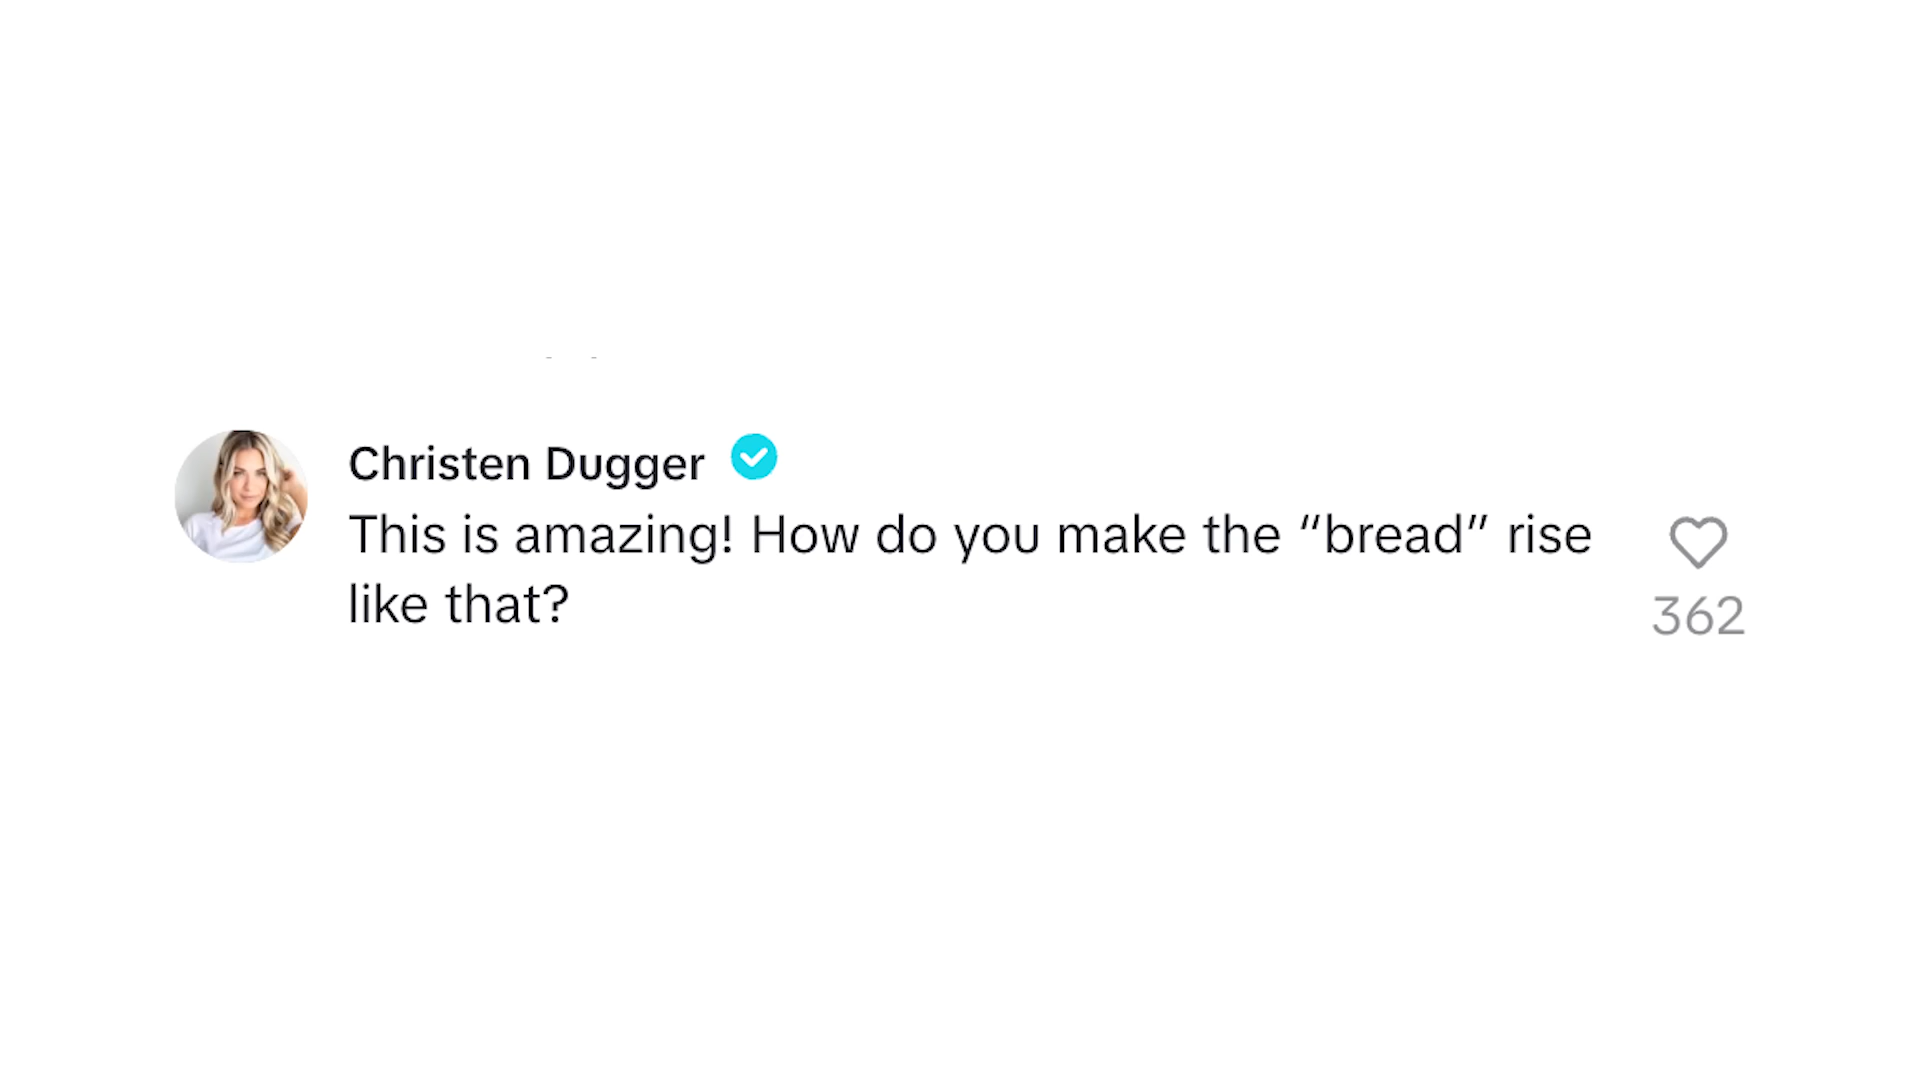 Christen Dugger
This is amazing! How do you make the “bread” rise
like that?
362